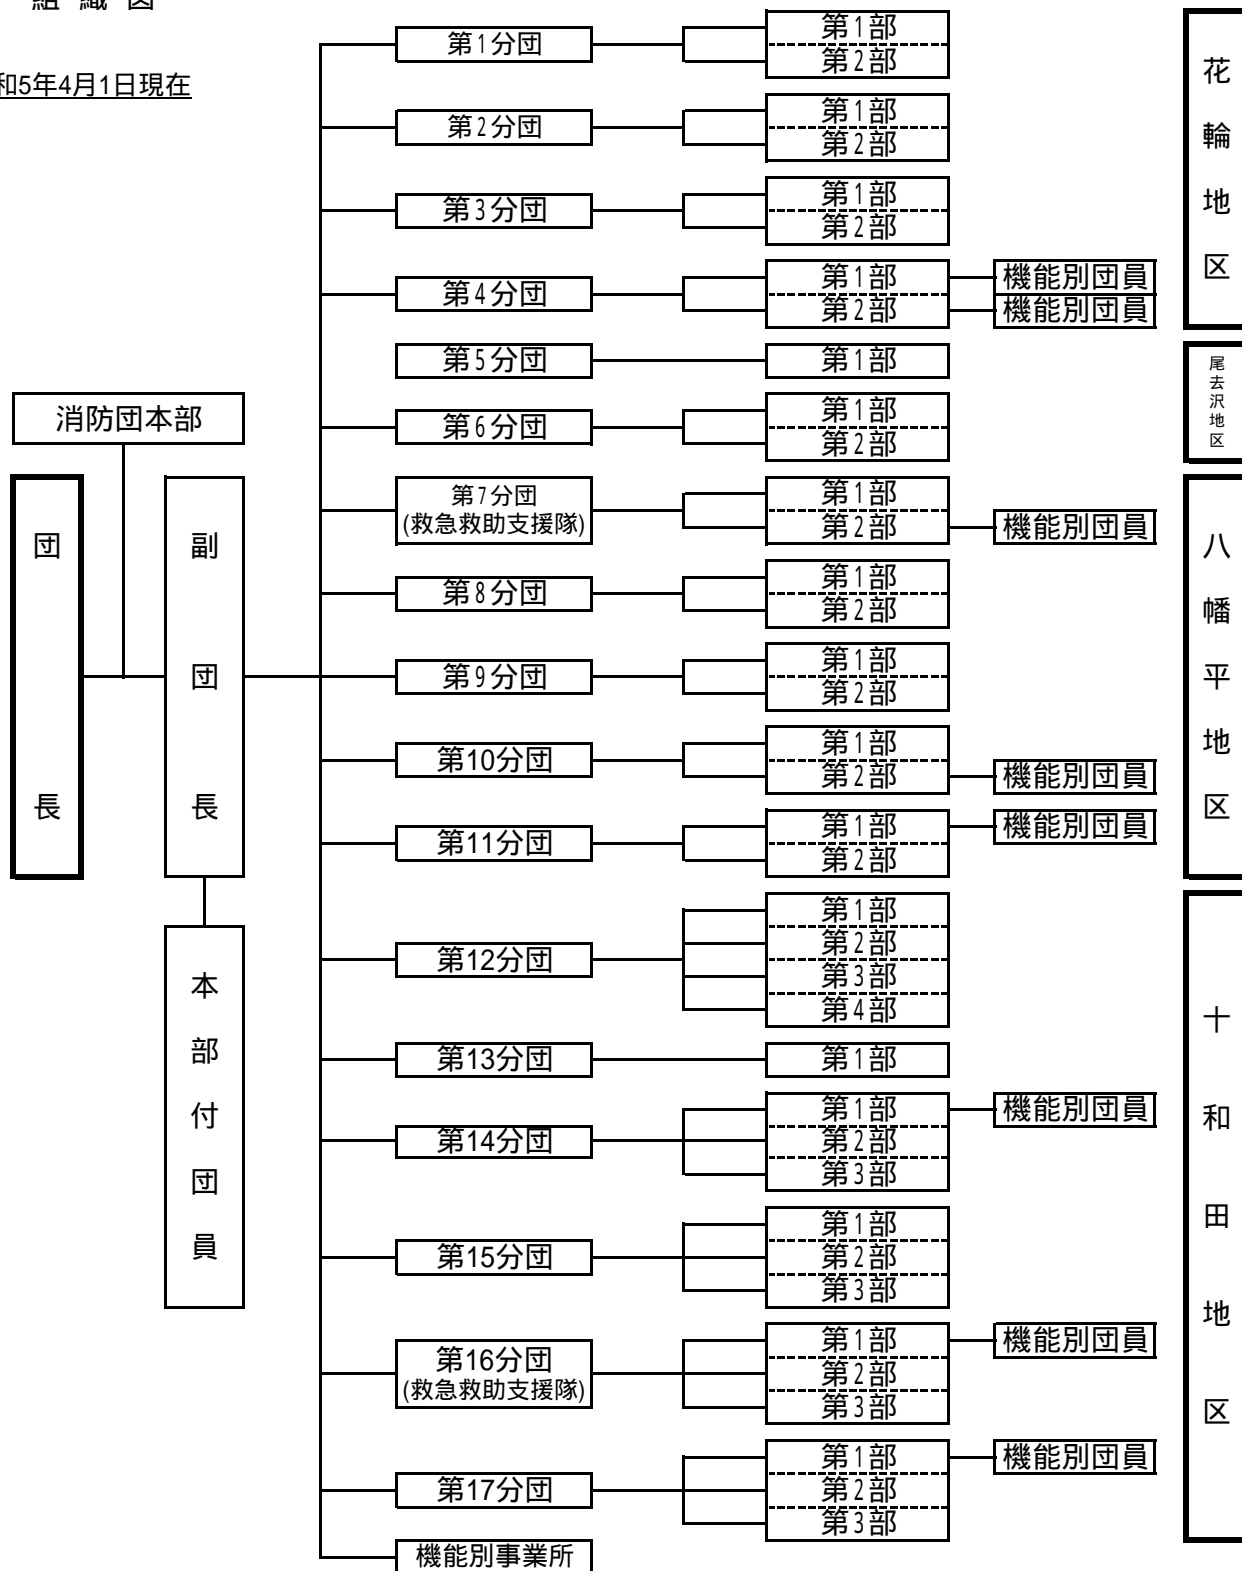 組織図
和5年4月1日現在
消防団本部
団長
副団長
本部付団員
第1分団
第1部
第2部
第2分団
第1部
第2部
第3分団
第1部
第2部
第4分団
第1部
機能別団員
第2部
機能別団員
花輪地区
第5分団
第1部
第6分団
第1部
第2部
尾去沢地区
第7分団
(救急救助支援隊)
第1部
第2部
機能別団員
第8分団
第1部
第2部
第9分団
第1部
第2部
第10分団
第1部
第2部
機能別団員
第11分団
第1部
機能別団員
第2部
八幡平地区
第12分団
第1部
第2部
第3部
第4部
第13分団
第1部
第14分団
第1部
機能別団員
第2部
第3部
第15分団
第1部
第2部
第3部
第16分団
(救急救助支援隊)
第1部
機能別団員
第2部
第3部
第17分団
第1部
機能別団員
第2部
第3部
十和田地区
機能別事業所